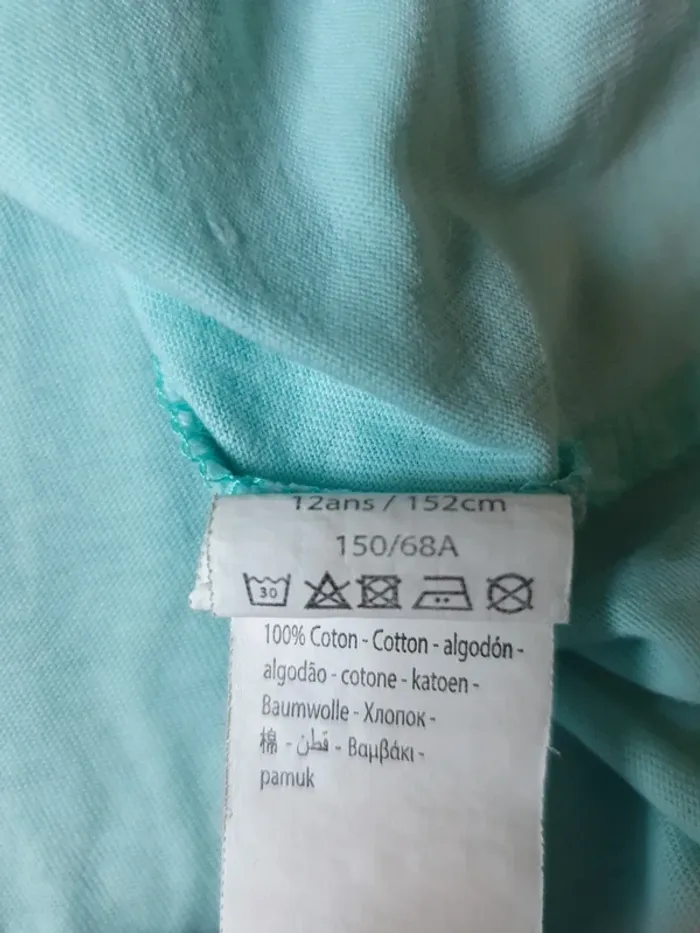 12ans / 152cm
150/68A
30
100% Coton - Cotton - algodón -
algodão - cotone - katoen -
Baumwolle - Хлопок -
棉 - قطن - Βαμβάκι -
pamuk